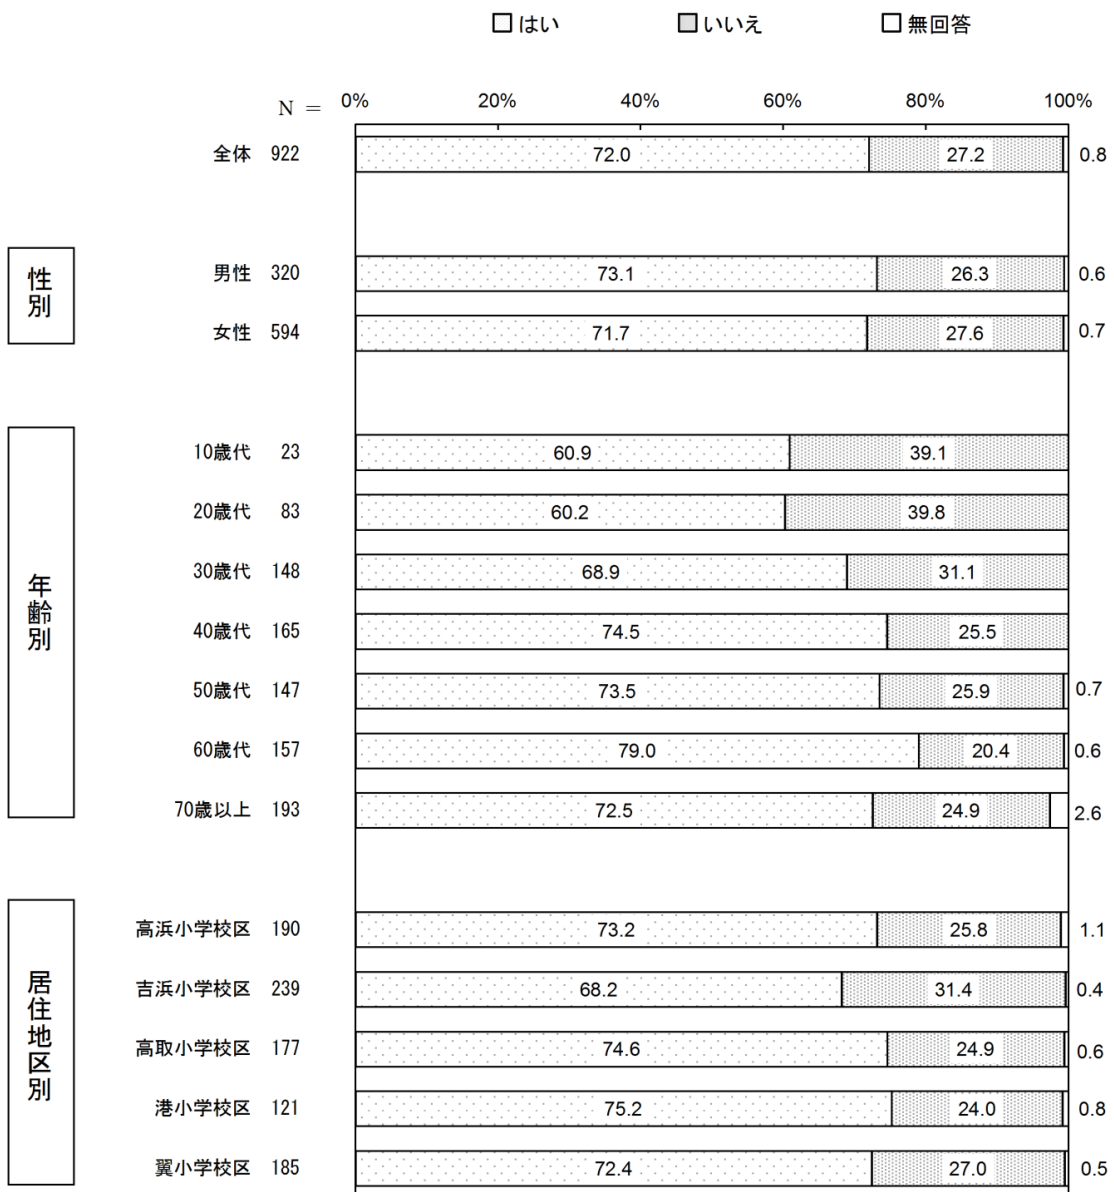 はい いいえ 無回答
N = 0% 20% 40% 60% 80% 100%
全体 922 72.0 27.2 0.8
性別
男性 320 73.1 26.3 0.6
女性 594 71.7 27.6 0.7
年齢別
10歳代 23 60.9 39.1
20歳代 83 60.2 39.8
30歳代 148 68.9 31.1
40歳代 165 74.5 25.5
50歳代 147 73.5 25.9 0.7
60歳代 157 79.0 20.4 0.6
70歳以上 193 72.5 24.9 2.6
居住地区別
高浜小学校区 190 73.2 25.8 1.1
吉浜小学校区 239 68.2 31.4 0.4
高取小学校区 177 74.6 24.9 0.6
港小学校区 121 75.2 24.0 0.8
翼小学校区 185 72.4 27.0 0.5